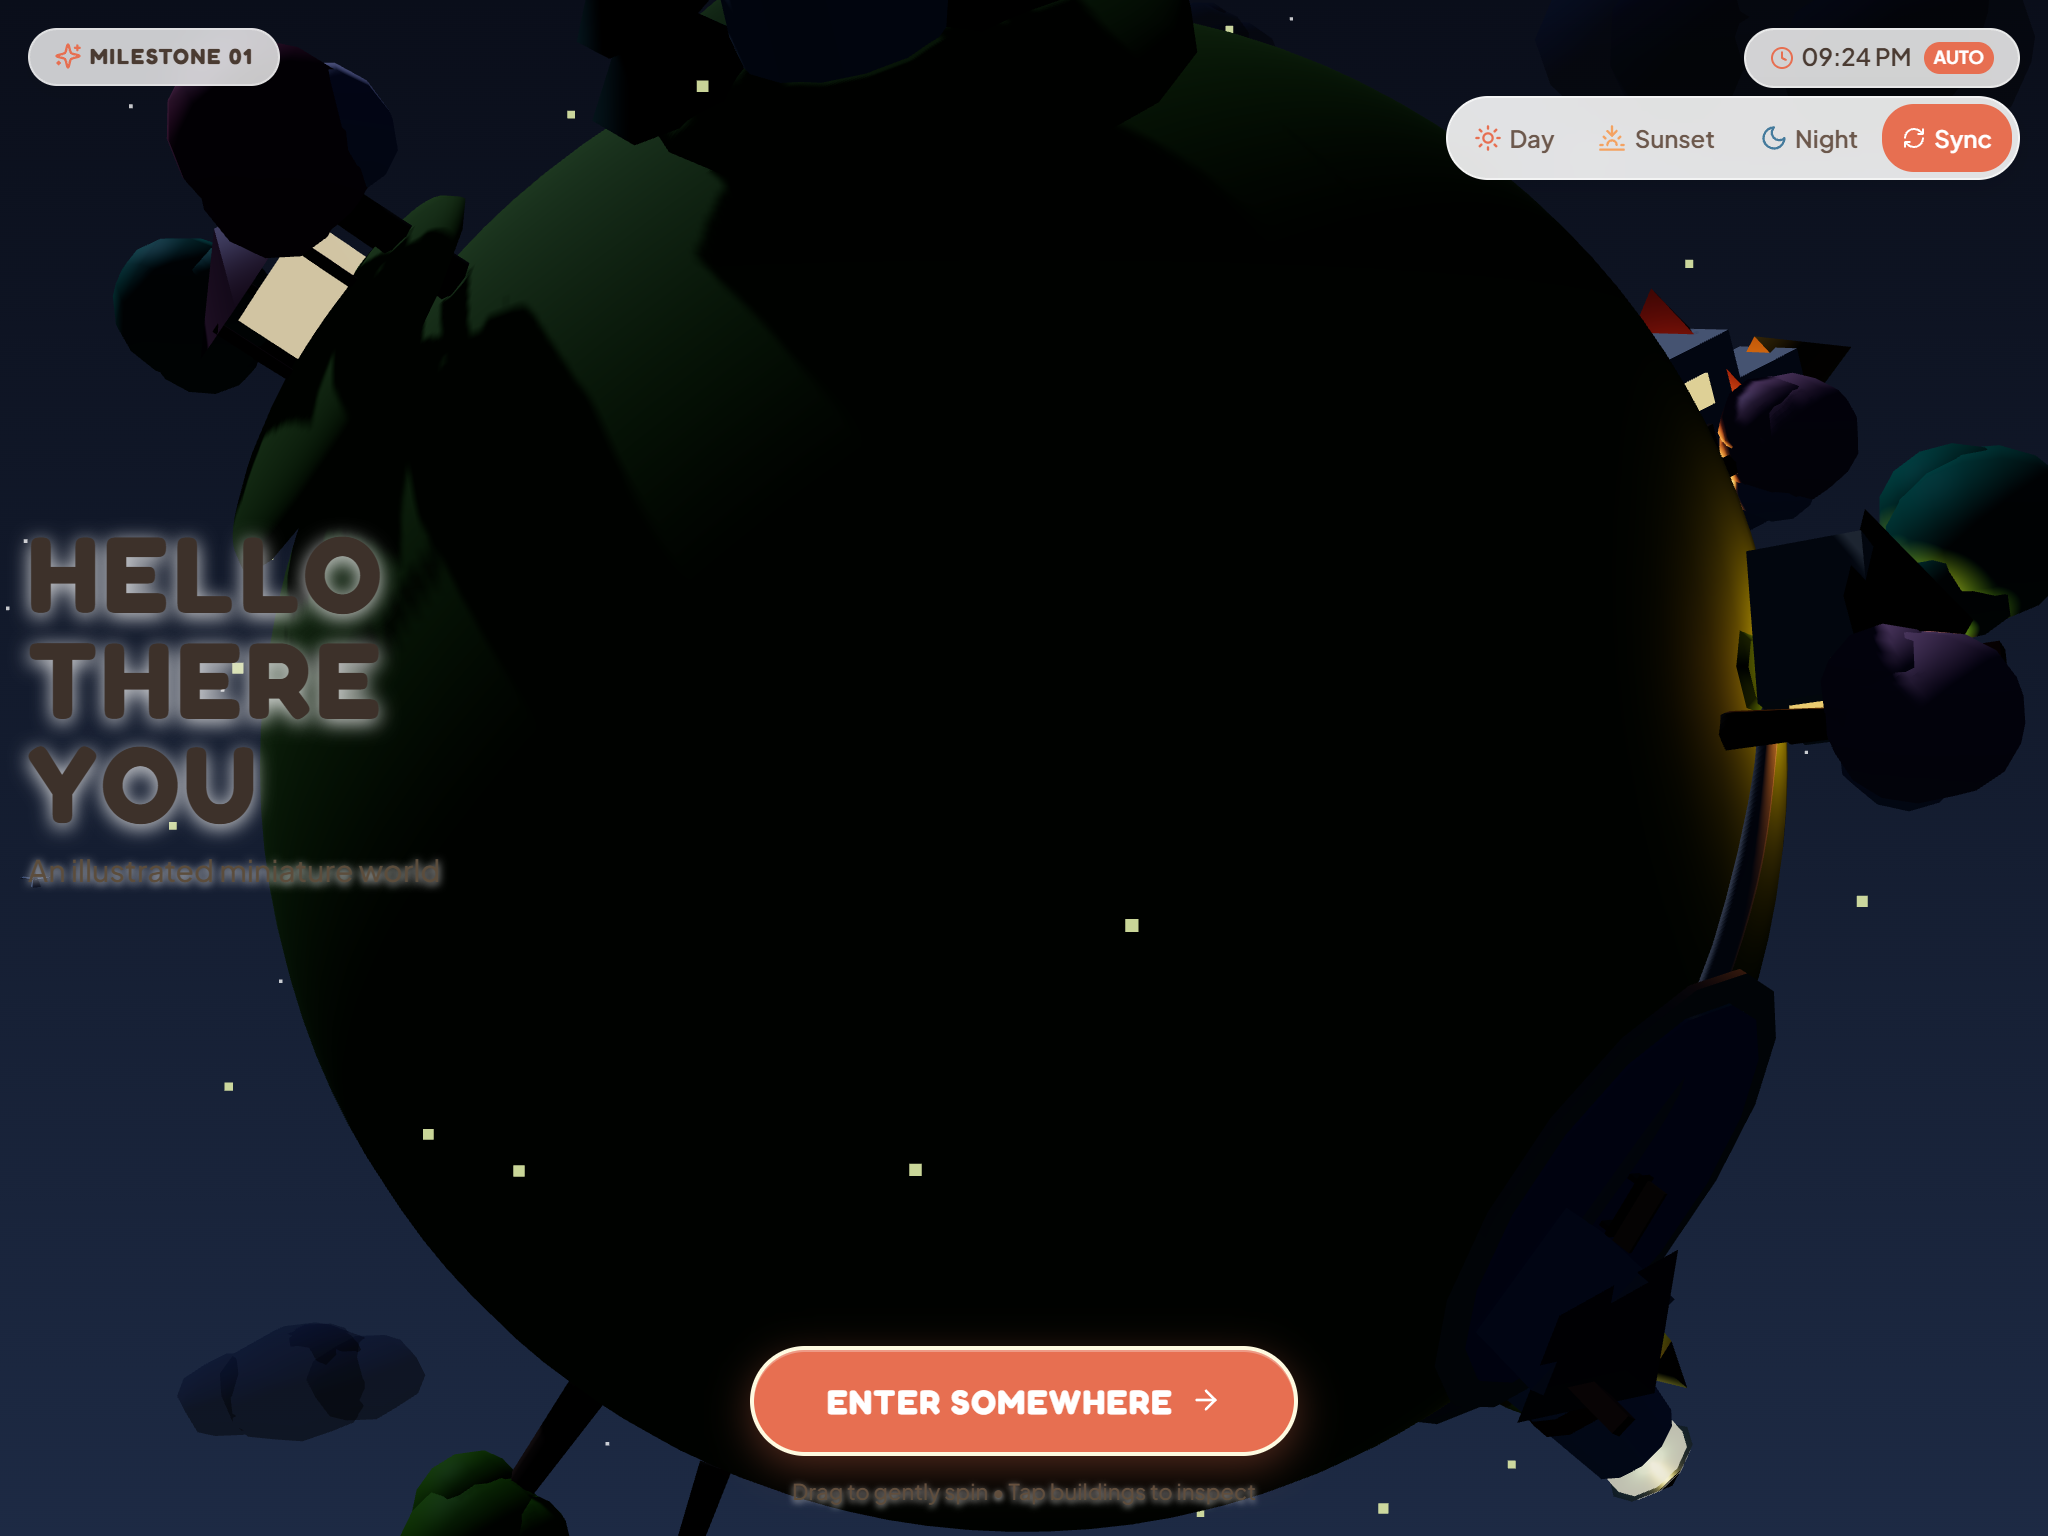 MILESTONE 01
09:24 PM AUTO
Day Sunset Night Sync
HELLO
THERE
YOU
An illustrated miniature world
ENTER SOMEWHERE →
Drag to gently spin • Tap buildings to inspect